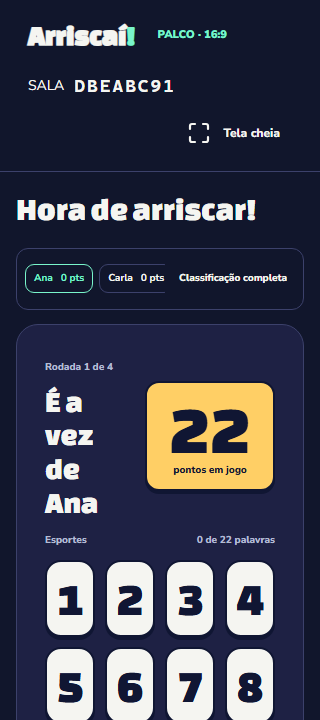 Arriscaí!
PALCO · 16:9
SALA DBEABC91
Tela cheia
Hora de arriscar!
Ana 0 pts
Carla 0 pts
Classificação completa
Rodada 1 de 4
É a
vez
de
Ana
22
pontos em jogo
Esportes
0 de 22 palavras
1 2 3 4
5 6 7 8